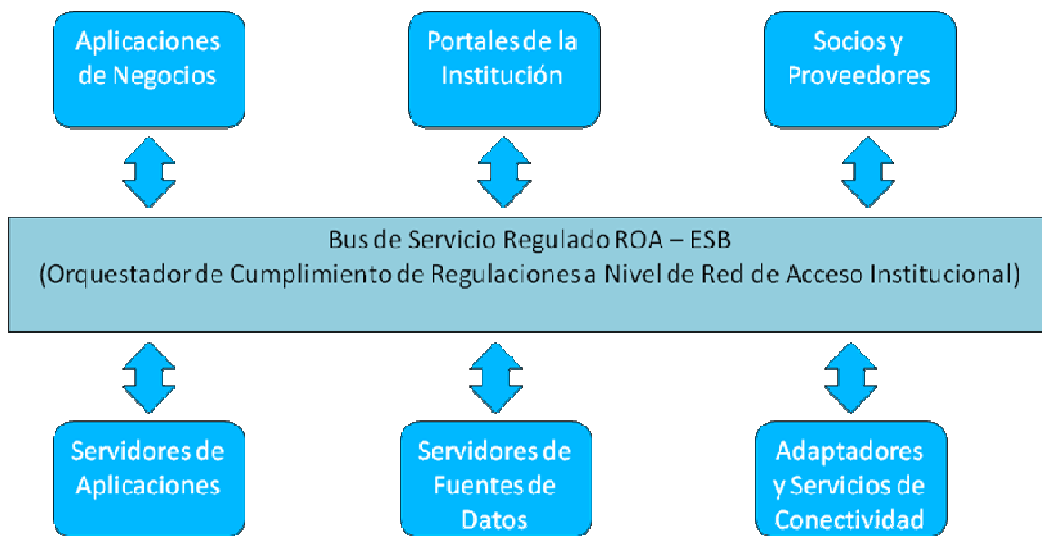 Aplicaciones
de Negocios
Portales de la
Institución
Socios y
Proveedores
Bus de Servicio Regulado ROA – ESB
(Orquestador de Cumplimiento de Regulaciones a Nivel de Red de Acceso Institucional)
Servidores de
Aplicaciones
Servidores de
Fuentes de
Datos
Adaptadores
y Servicios de
Conectividad